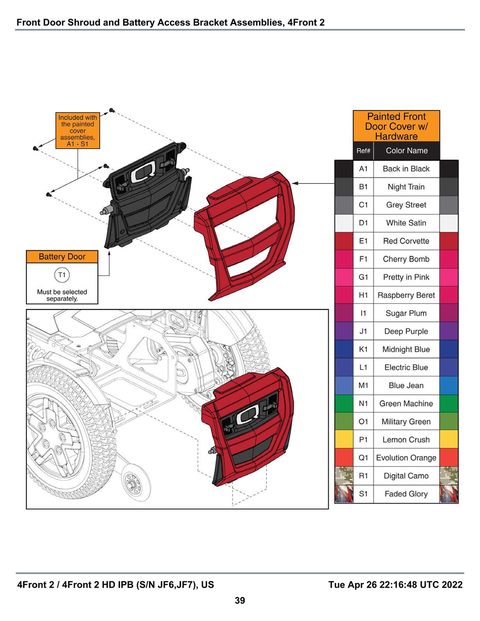 Front Door Shroud and Battery Access Bracket Assemblies, 4Front 2
Included with
the painted
cover
assemblies,
A1 - S1
Painted Front
Door Cover w/
Hardware
Ref# Color Name
A1 Back in Black
B1 Night Train
C1 Grey Street
D1 White Satin
E1 Red Corvette
F1 Cherry Bomb
G1 Pretty in Pink
H1 Raspberry Beret
I1 Sugar Plum
J1 Deep Purple
K1 Midnight Blue
L1 Electric Blue
M1 Blue Jean
N1 Green Machine
O1 Military Green
P1 Lemon Crush
Q1 Evolution Orange
R1 Digital Camo
S1 Faded Glory
Battery Door
T1
Must be selected
separately.
4Front 2 / 4Front 2 HD IPB (S/N JF6,JF7), US
Tue Apr 26 22:16:48 UTC 2022
39